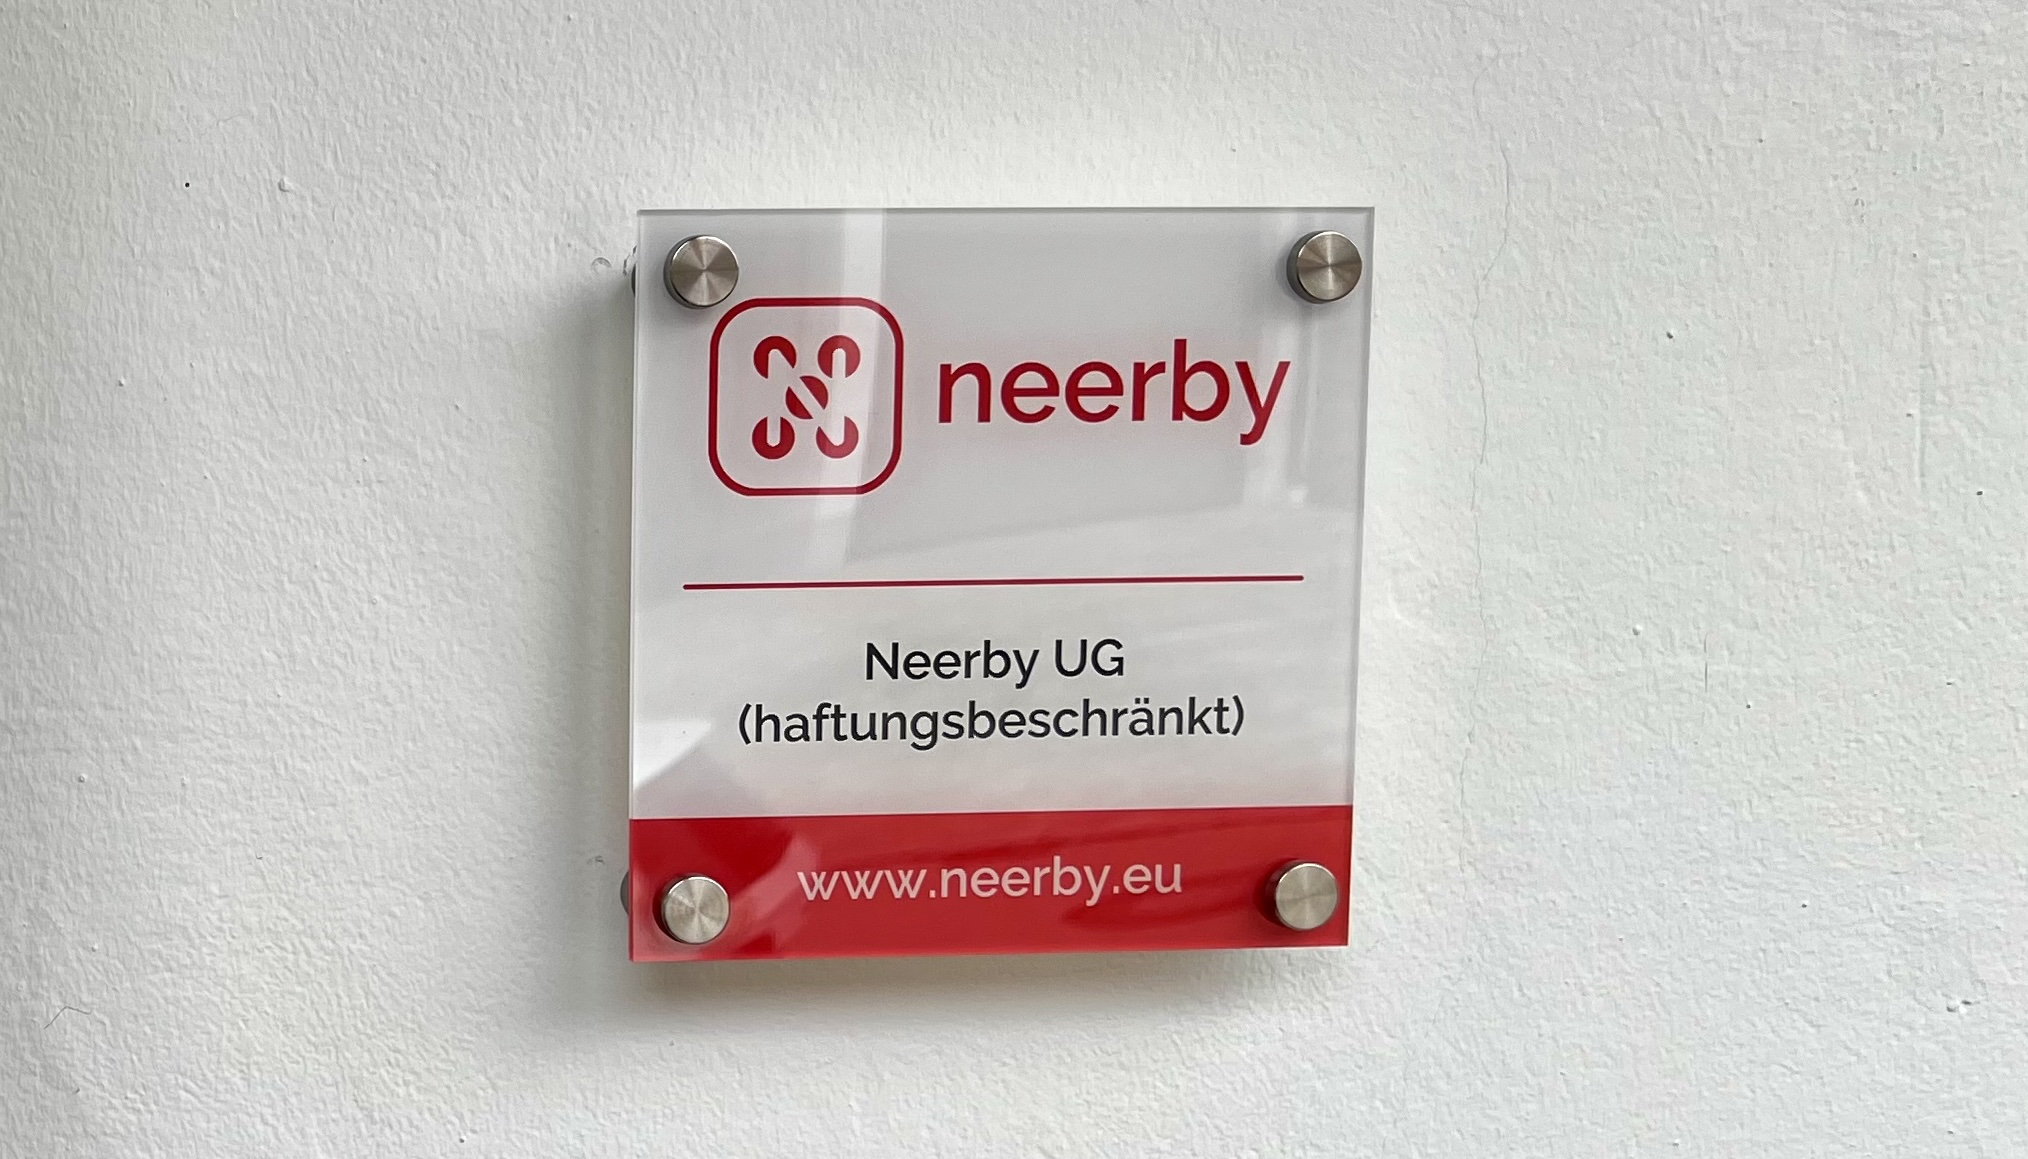 neerby
Neerby UG
(haftungsbeschränkt)
www.neerby.eu